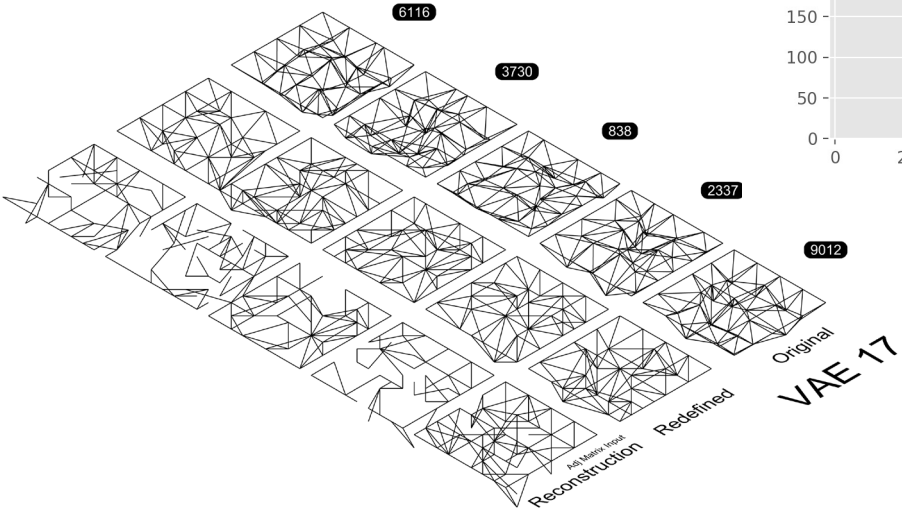 6116
3730
838
2337
9012
150
100
50
0
0
Original
VAE 17
Redefined
Adj Matrix Input
Reconstruction